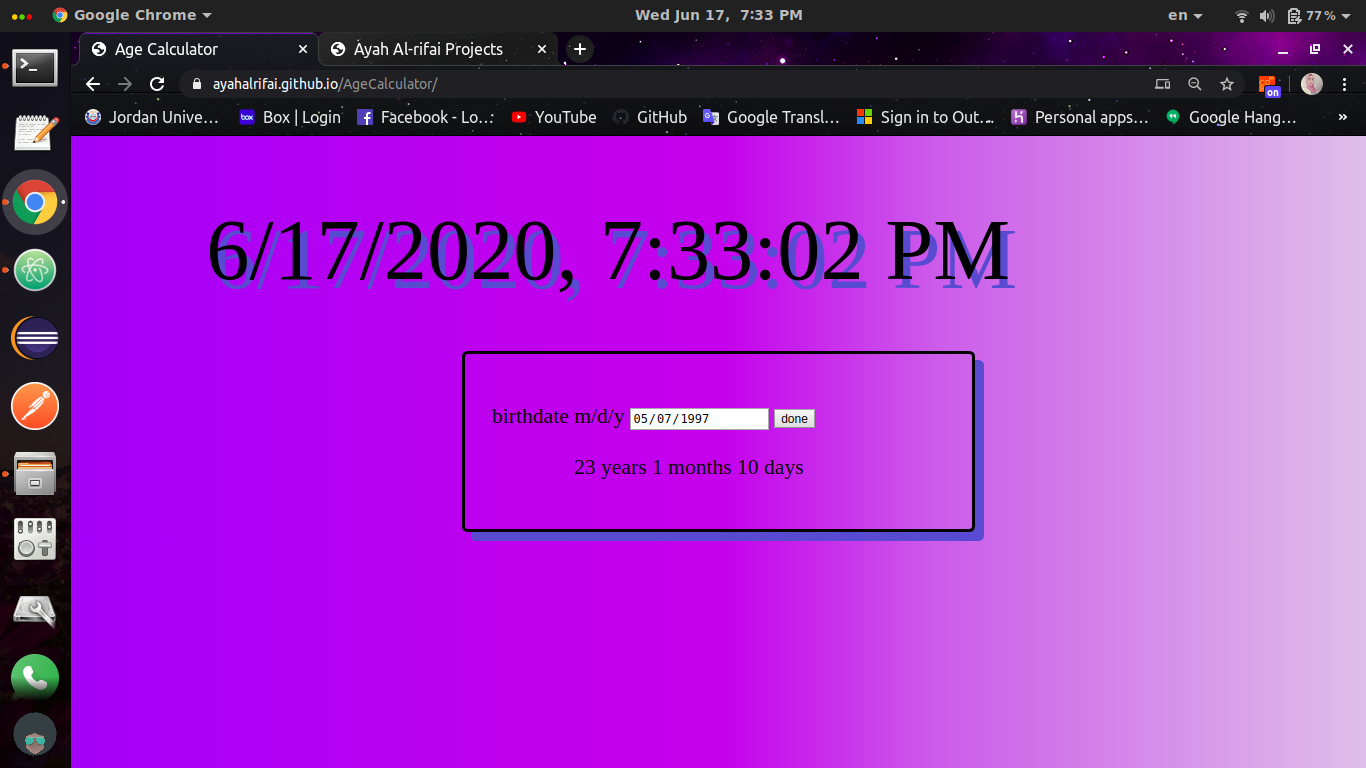 Google Chrome
Wed Jun 17, 7:33 PM
en
77%
Age Calculator
Ayah Al-rifai Projects
ayahalrifai.github.io/AgeCalculator/
on
Jordan Unive...
Box | Login
Facebook - Lo...
YouTube
GitHub
Google Transl...
Sign in to Out...
Personal apps...
Google Hang...
»
6/17/2020, 7:33:02 PM
birthdate m/d/y 05/07/1997 done
23 years 1 months 10 days